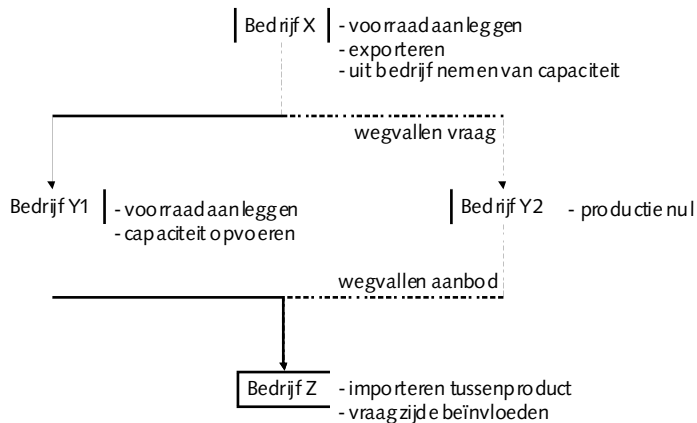 Bedrijf X
- voorraad aanleggen
- exporteren
- uit bedrijf nemen van capaciteit
wegvallen vraag
Bedrijf Y1
- voorraad aanleggen
- capaciteit opvoeren
Bedrijf Y2
- productie nul
wegvallen aanbod
Bedrijf Z
- importeren tussenproduct
- vraagzijde beïnvloeden